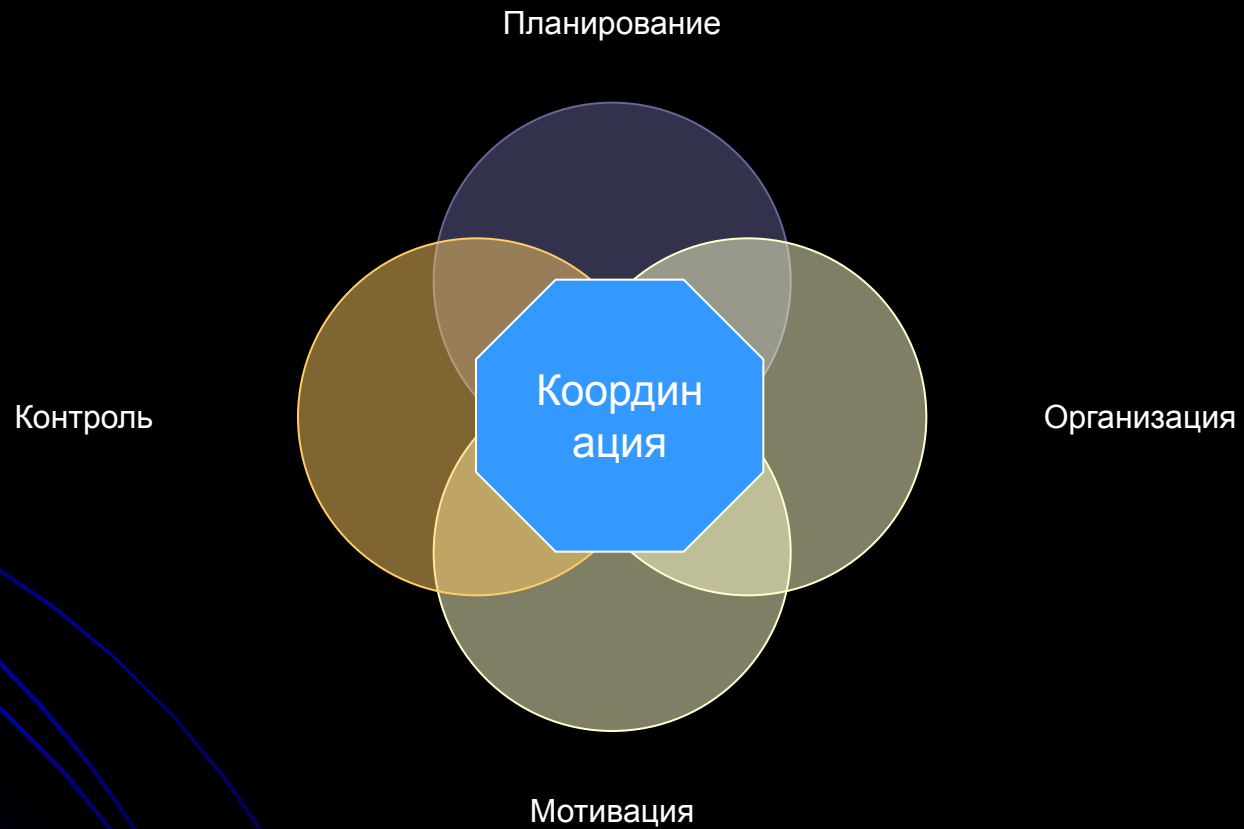 Планирование
Контроль
Координ
ация
Организация
Мотивация